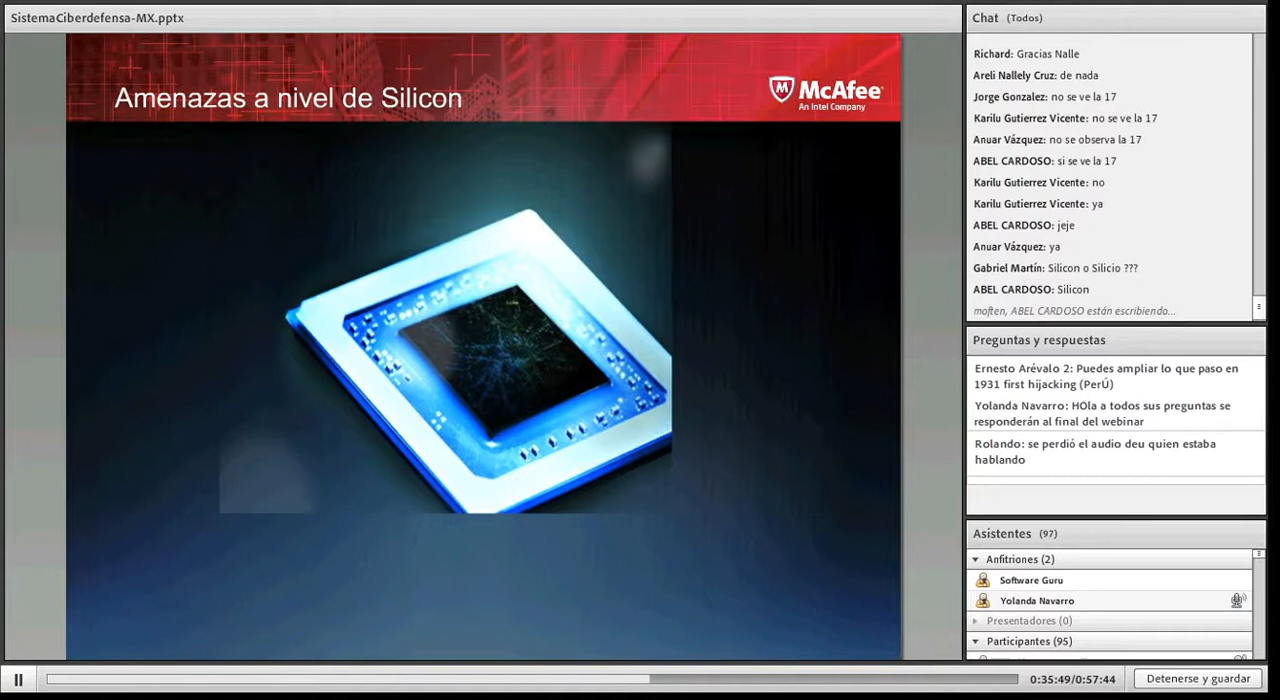 SistemaCiberdefensa-MX.pptx
Amenazas a nivel de Silicon
McAfee
An Intel Company
Chat (Todos)
Richard: Gracias Nalle
Areli Nallely Cruz: de nada
Jorge Gonzalez: no se ve la 17
Karilu Gutierrez Vicente: no se ve la 17
Anuar Vázquez: no se observa la 17
ABEL CARDOSO: si se ve la 17
Karilu Gutierrez Vicente: no
Karilu Gutierrez Vicente: ya
ABEL CARDOSO: jeje
Anuar Vázquez: ya
Gabriel Martín: Silicon o Silicio ???
ABEL CARDOSO: Silicon
moften, ABEL CARDOSO están escribiendo...
Preguntas y respuestas
Ernesto Arévalo 2: Puedes ampliar lo que paso en
1931 first hijacking (PerÚ)
Yolanda Navarro: HOla a todos sus preguntas se
responderán al final del webinar
Rolando: se perdió el audio deu quien estaba
hablando
Asistentes (97)
Anfitriones (2)
Software Guru
Yolanda Navarro
Presentadores (0)
Participantes (95)
0:35:49/0:57:44
Detenerse y guardar